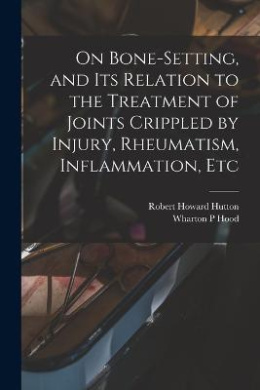 On Bone-Setting,
and Its Relation to
the Treatment of
Joints Crippled by
Injury, Rheumatism,
Inflammation, Etc
Robert Howard Hutton
Wharton P Hood